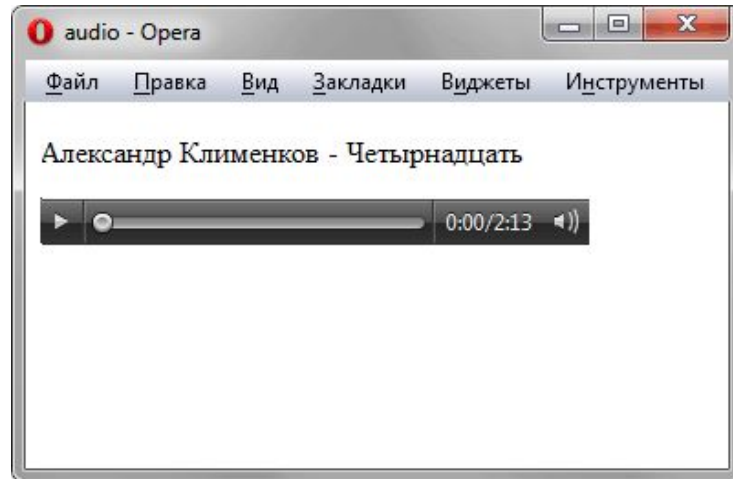 audio - Opera
Файл Правка Вид Закладки Виджеты Инструменты
Александр Клименков - Четырнадцать
0:00/2:13